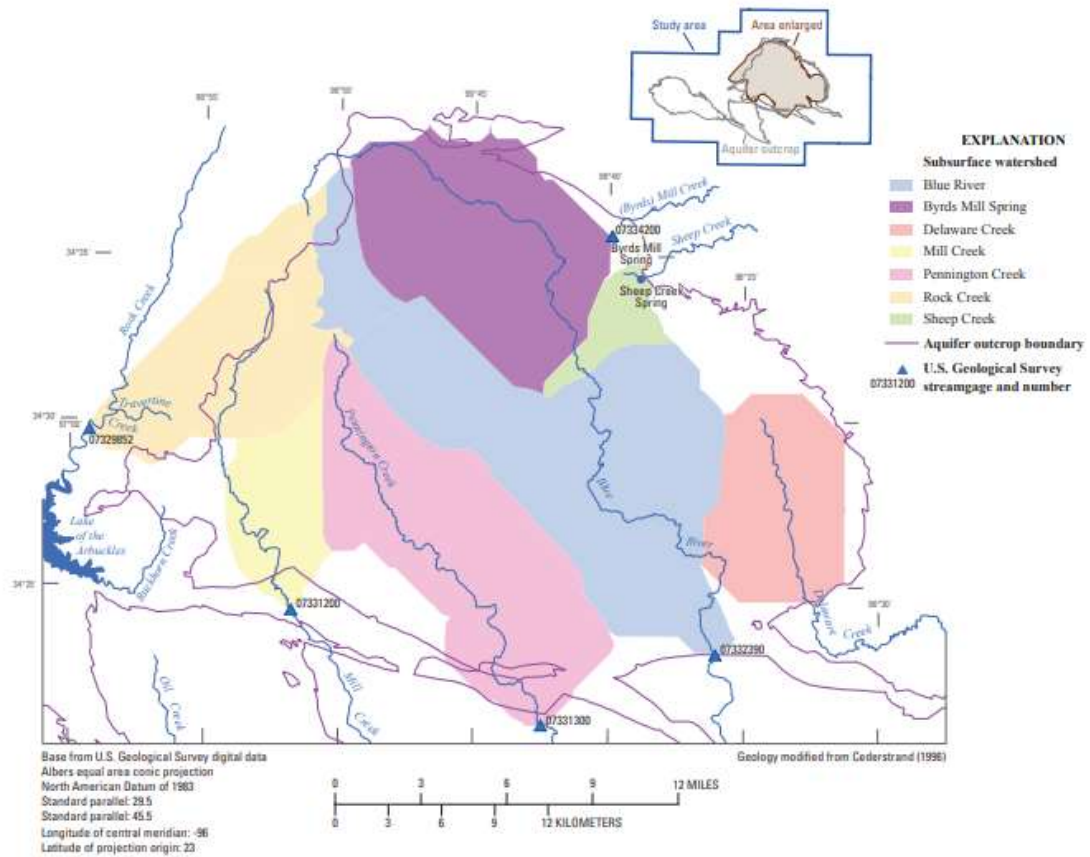 Study area
Area enlarged
Aquifer outcrop
EXPLANATION
Subsurface watershed
Blue River
Byrds Mill Spring
Delaware Creek
Mill Creek
Pennington Creek
Rock Creek
Sheep Creek
Aquifer outcrop boundary
U.S. Geological Survey
streamgage and number
07331200
(Byrds) Mill Creek
07334200
Byrds Mill
Spring
Sheep Creek
Sheep Creek
Spring
Rock Creek
Travertine
Creek
34°30'
07329852
Pennington Creek
Blue
River
Lake
of the
Arbuckles
Buckhorn Creek
07331200
Delaware
Creek
07332390
Oil
Creek
Mill
Creek
07331300
Base from U.S. Geological Survey digital data
Albers equal area conic projection
North American Datum of 1983
Standard parallel: 29.5
Standard parallel: 45.5
Longitude of central meridian: -96
Latitude of projection origin: 23
Geology modified from Cederstrand (1996)
0 3 6 9 12 MILES
0 3 6 9 12 KILOMETERS